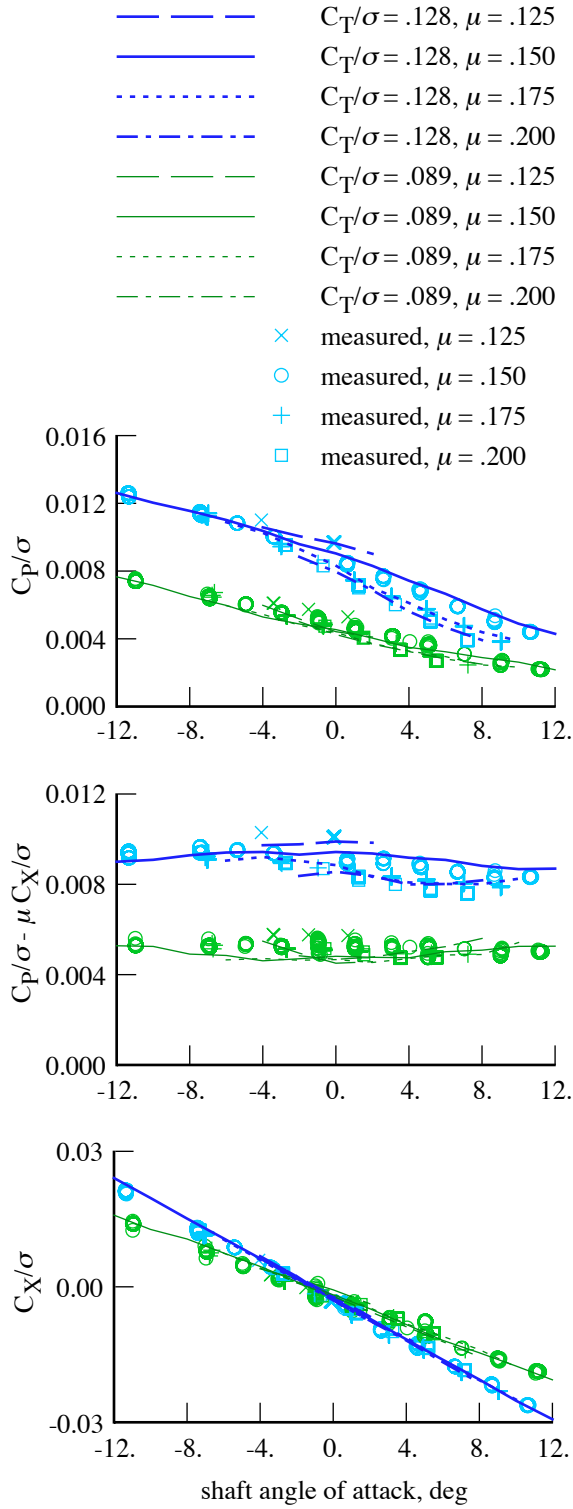 C_T/σ = .128, μ = .125
C_T/σ = .128, μ = .150
C_T/σ = .128, μ = .175
C_T/σ = .128, μ = .200
C_T/σ = .089, μ = .125
C_T/σ = .089, μ = .150
C_T/σ = .089, μ = .175
C_T/σ = .089, μ = .200
measured, μ = .125
measured, μ = .150
measured, μ = .175
measured, μ = .200
0.016
0.012
0.008
0.004
0.000
C_P/σ
-12. -8. -4. 0. 4. 8. 12.
0.012
0.008
0.004
0.000
C_P/σ - μ C_X/σ
-12. -8. -4. 0. 4. 8. 12.
0.03
0.00
-0.03
C_X/σ
-12. -8. -4. 0. 4. 8. 12.
shaft angle of attack, deg